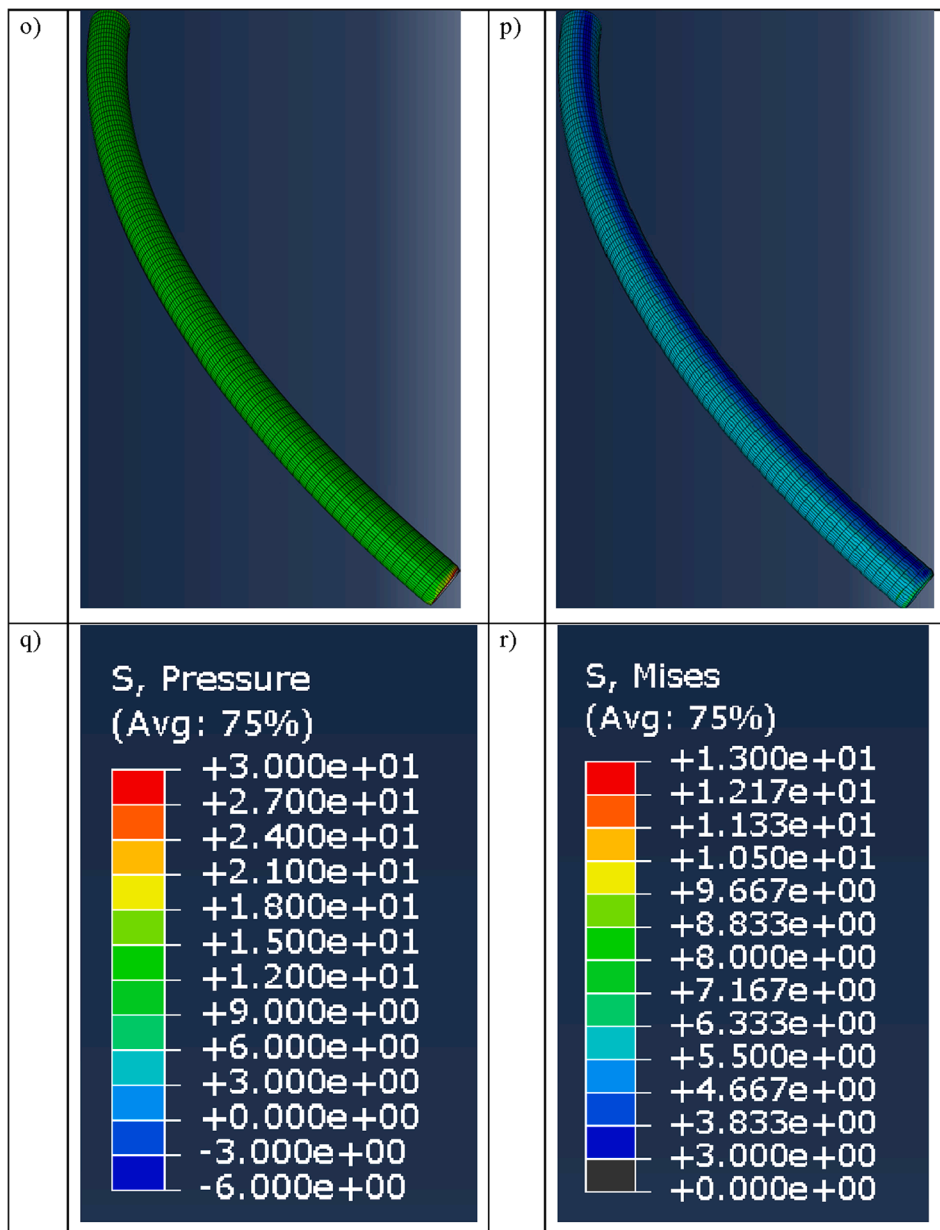 o)
p)
q)
S, Pressure
(Avg: 75%)
+3.000e+01
+2.700e+01
+2.400e+01
+2.100e+01
+1.800e+01
+1.500e+01
+1.200e+01
+9.000e+00
+6.000e+00
+3.000e+00
+0.000e+00
-3.000e+00
-6.000e+00
r)
S, Mises
(Avg: 75%)
+1.300e+01
+1.217e+01
+1.133e+01
+1.050e+01
+9.667e+00
+8.833e+00
+8.000e+00
+7.167e+00
+6.333e+00
+5.500e+00
+4.667e+00
+3.833e+00
+3.000e+00
+0.000e+00